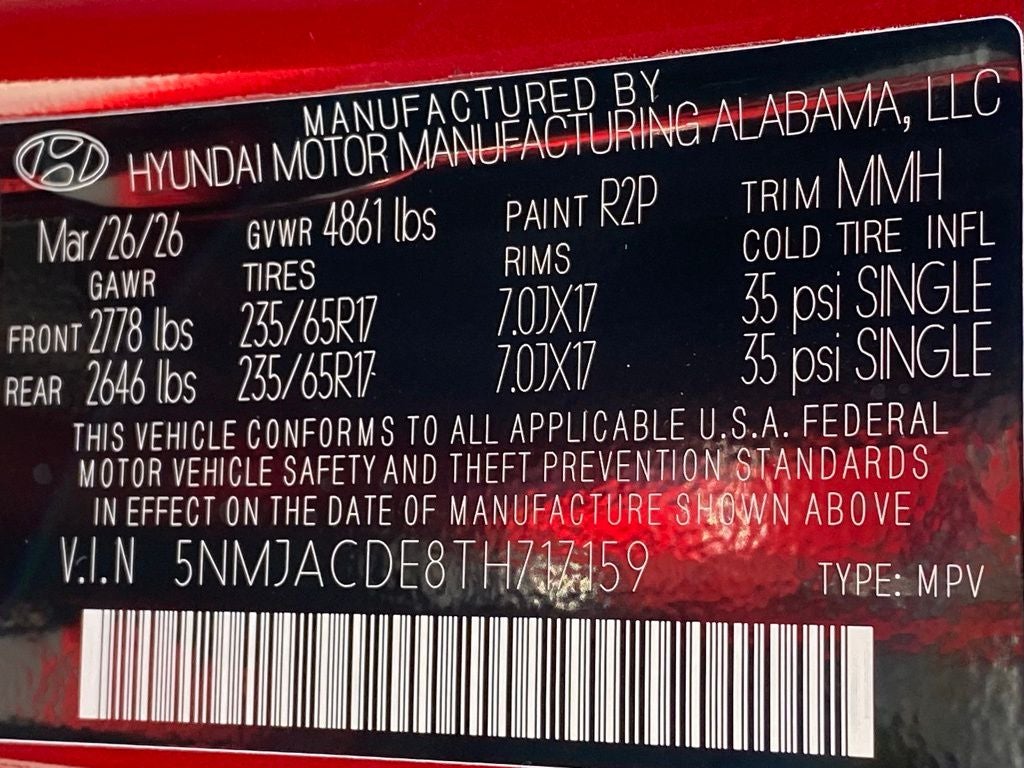 MANUFACTURED BY
HYUNDAI MOTOR MANUFACTURING ALABAMA, LLC
Mar/26/26 GVWR 4861 lbs PAINT R2P TRIM MMH
GAWR TIRES RIMS COLD TIRE INFL
FRONT 2778 lbs 235/65R17 7.0JX17 35 psi SINGLE
REAR 2646 lbs 235/65R17 7.0JX17 35 psi SINGLE
THIS VEHICLE CONFORMS TO ALL APPLICABLE U.S.A. FEDERAL
MOTOR VEHICLE SAFETY AND THEFT PREVENTION STANDARDS
IN EFFECT ON THE DATE OF MANUFACTURE SHOWN ABOVE
V.I.N 5NMJACDE8TH717159 TYPE: MPV